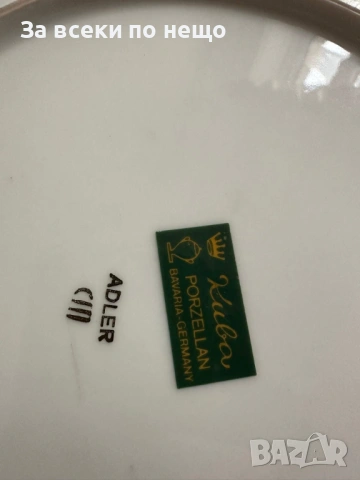 За всеки по нещо
Kuba
PORZELLAN
BAVARIA-GERMANY
ADLER
BAZAR
bg